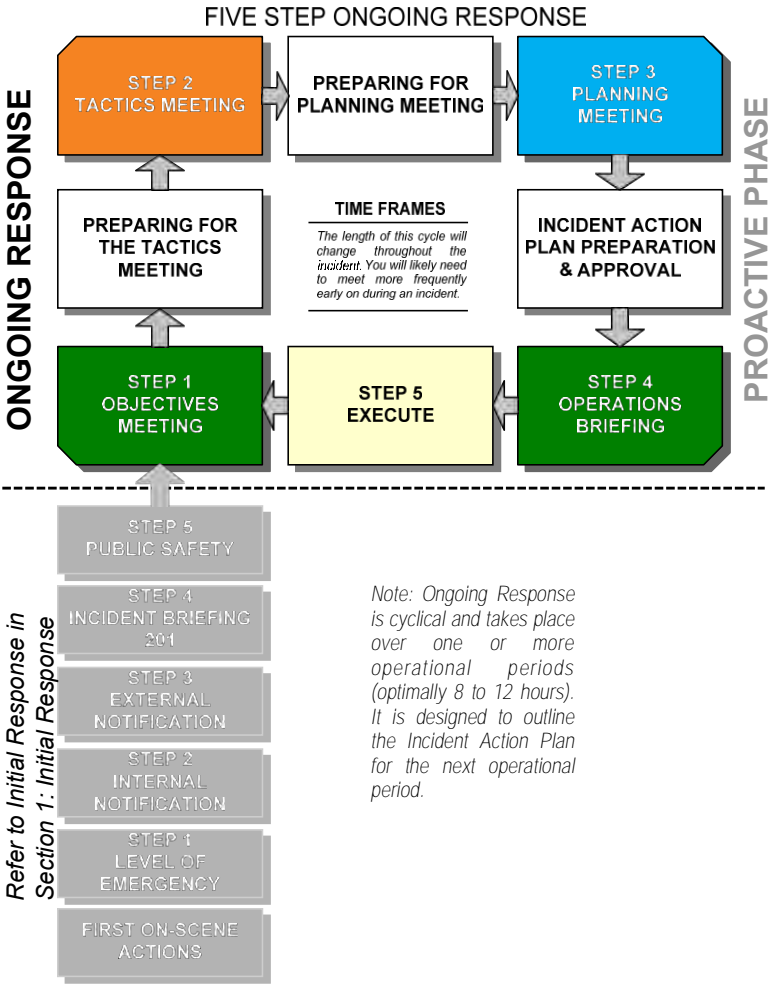 FIVE STEP ONGOING RESPONSE
STEP 2
TACTICS MEETING
PREPARING FOR
PLANNING MEETING
STEP 3
PLANNING
MEETING
ONGOING RESPONSE
PROACTIVE PHASE
PREPARING FOR
THE TACTICS
MEETING
TIME FRAMES
The length of this cycle will
change throughout the
incident. You will likely need
to meet more frequently
early on during an incident.
INCIDENT ACTION
PLAN PREPARATION
& APPROVAL
STEP 1
OBJECTIVES
MEETING
STEP 5
EXECUTE
STEP 4
OPERATIONS
BRIEFING
STEP 5
PUBLIC SAFETY
STEP 4
INCIDENT BRIEFING
201
STEP 3
EXTERNAL
NOTIFICATION
STEP 2
INTERNAL
NOTIFICATION
STEP 1
LEVEL OF
EMERGENCY
FIRST ON-SCENE
ACTIONS
Refer to Initial Response in
Section 1: Initial Response
Note: Ongoing Response
is cyclical and takes place
over one or more
operational periods
(optimally 8 to 12 hours).
It is designed to outline
the Incident Action Plan
for the next operational
period.